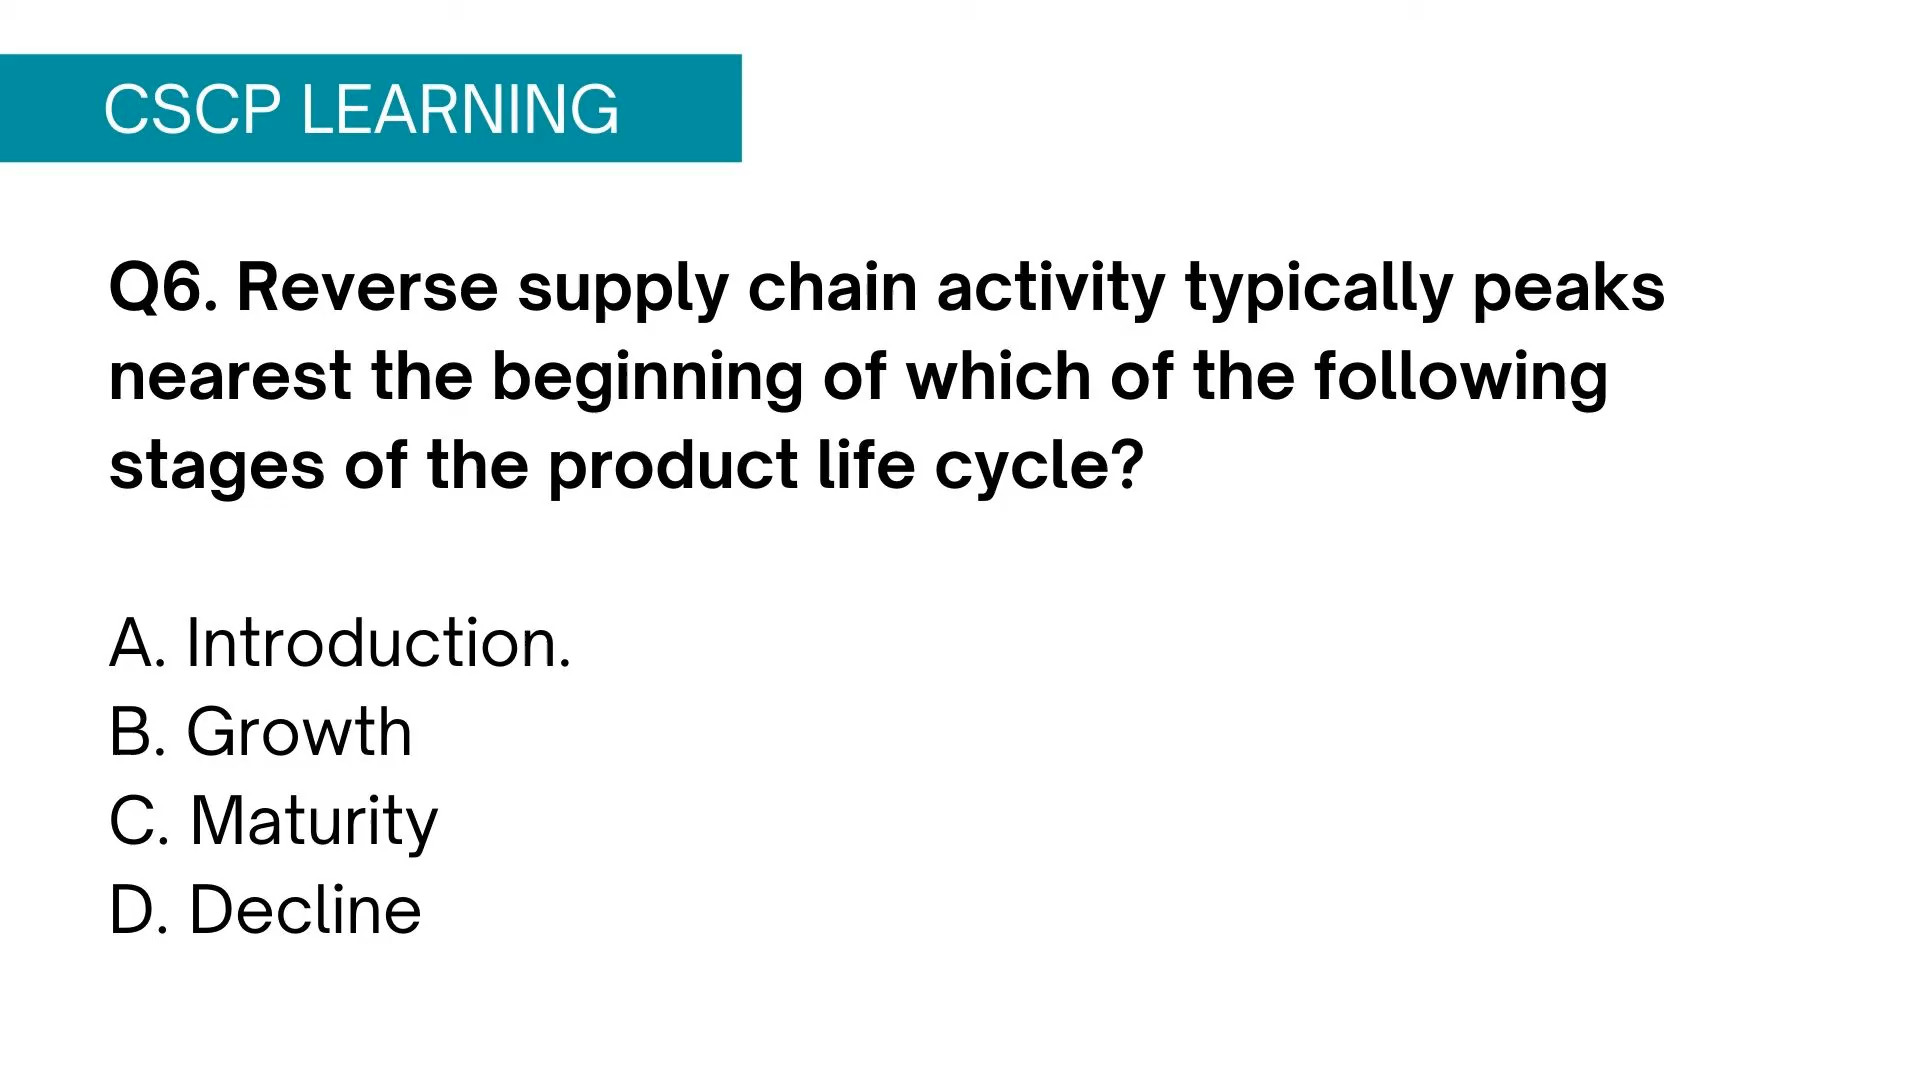 CSCP LEARNING
Q6. Reverse supply chain activity typically peaks
nearest the beginning of which of the following
stages of the product life cycle?
A. Introduction.
B. Growth
C. Maturity
D. Decline